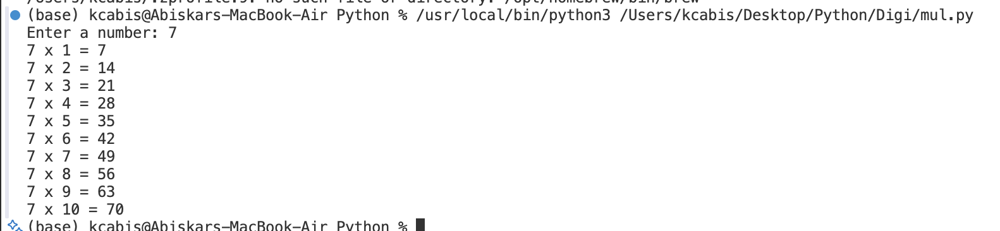 /Users/kcabis/.zprofile:9: no such file or directory: /opt/homebrew/bin/brew
(base) kcabis@Abiskars-MacBook-Air Python % /usr/local/bin/python3 /Users/kcabis/Desktop/Python/Digi/mul.py
Enter a number: 7
7 x 1 = 7
7 x 2 = 14
7 x 3 = 21
7 x 4 = 28
7 x 5 = 35
7 x 6 = 42
7 x 7 = 49
7 x 8 = 56
7 x 9 = 63
7 x 10 = 70
(base) kcabis@Abiskars-MacBook-Air Python %